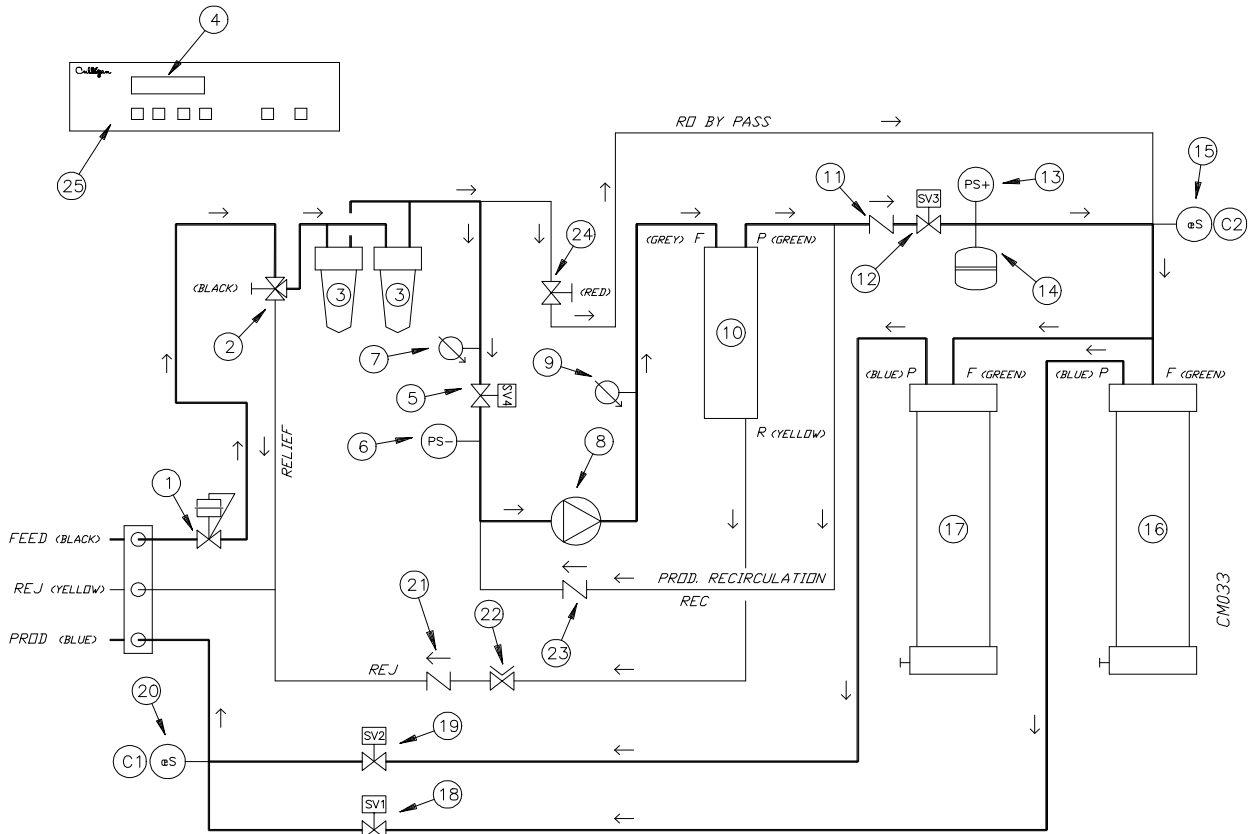 4
Culligan
25
RO BY PASS
15
13
11
PS+
SV3
œS
C2
24
(GREY) F
P (GREEN)
12
14
(BLACK)
3
3
(RED)
2
7
10
9
5
SV4
(BLUE) P
F (GREEN)
(BLUE) P
F (GREEN)
6
PS-
R (YELLOW)
RELIEF
8
1
17
16
FEED (BLACK)
REJ (YELLOW)
21
PROD. RECIRCULATION
REC
22
23
PROD (BLUE)
REJ
CM033
20
19
SV2
C1
œS
18
SV1